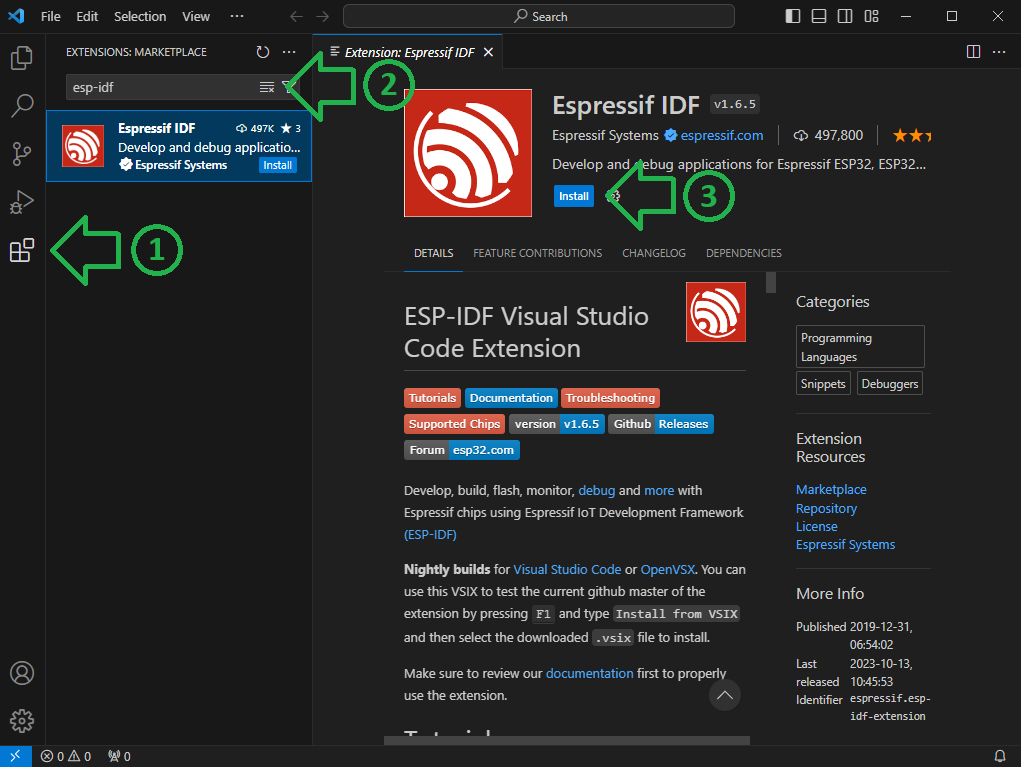 File Edit Selection View ··· Search
EXTENSIONS: MARKETPLACE
esp-idf
Espressif IDF 497K ★ 3
Develop and debug applicatio...
Espressif Systems Install
1
2
3
Extension: Espressif IDF
Espressif IDF v1.6.5
Espressif Systems espressif.com 497,800
Develop and debug applications for Espressif ESP32, ESP32...
Install
DETAILS FEATURE CONTRIBUTIONS CHANGELOG DEPENDENCIES
ESP-IDF Visual Studio
Code Extension
Tutorials Documentation Troubleshooting
Supported Chips version v1.6.5 Github Releases
Forum esp32.com
Develop, build, flash, monitor, debug and more with
Espressif chips using Espressif IoT Development Framework
(ESP-IDF)
Nightly builds for Visual Studio Code or OpenVSX. You can
use this VSIX to test the current github master of the
extension by pressing F1 and type Install from VSIX
and then select the downloaded .vsix file to install.
Make sure to review our documentation first to properly
use the extension.
Tutorial
Categories
Programming
Languages
Snippets Debuggers
Extension
Resources
Marketplace
Repository
License
Espressif Systems
More Info
Published 2019-12-31,
06:54:02
Last 2023-10-13,
released 10:45:53
Identifier espressif.esp-
idf-extension
0 0 0